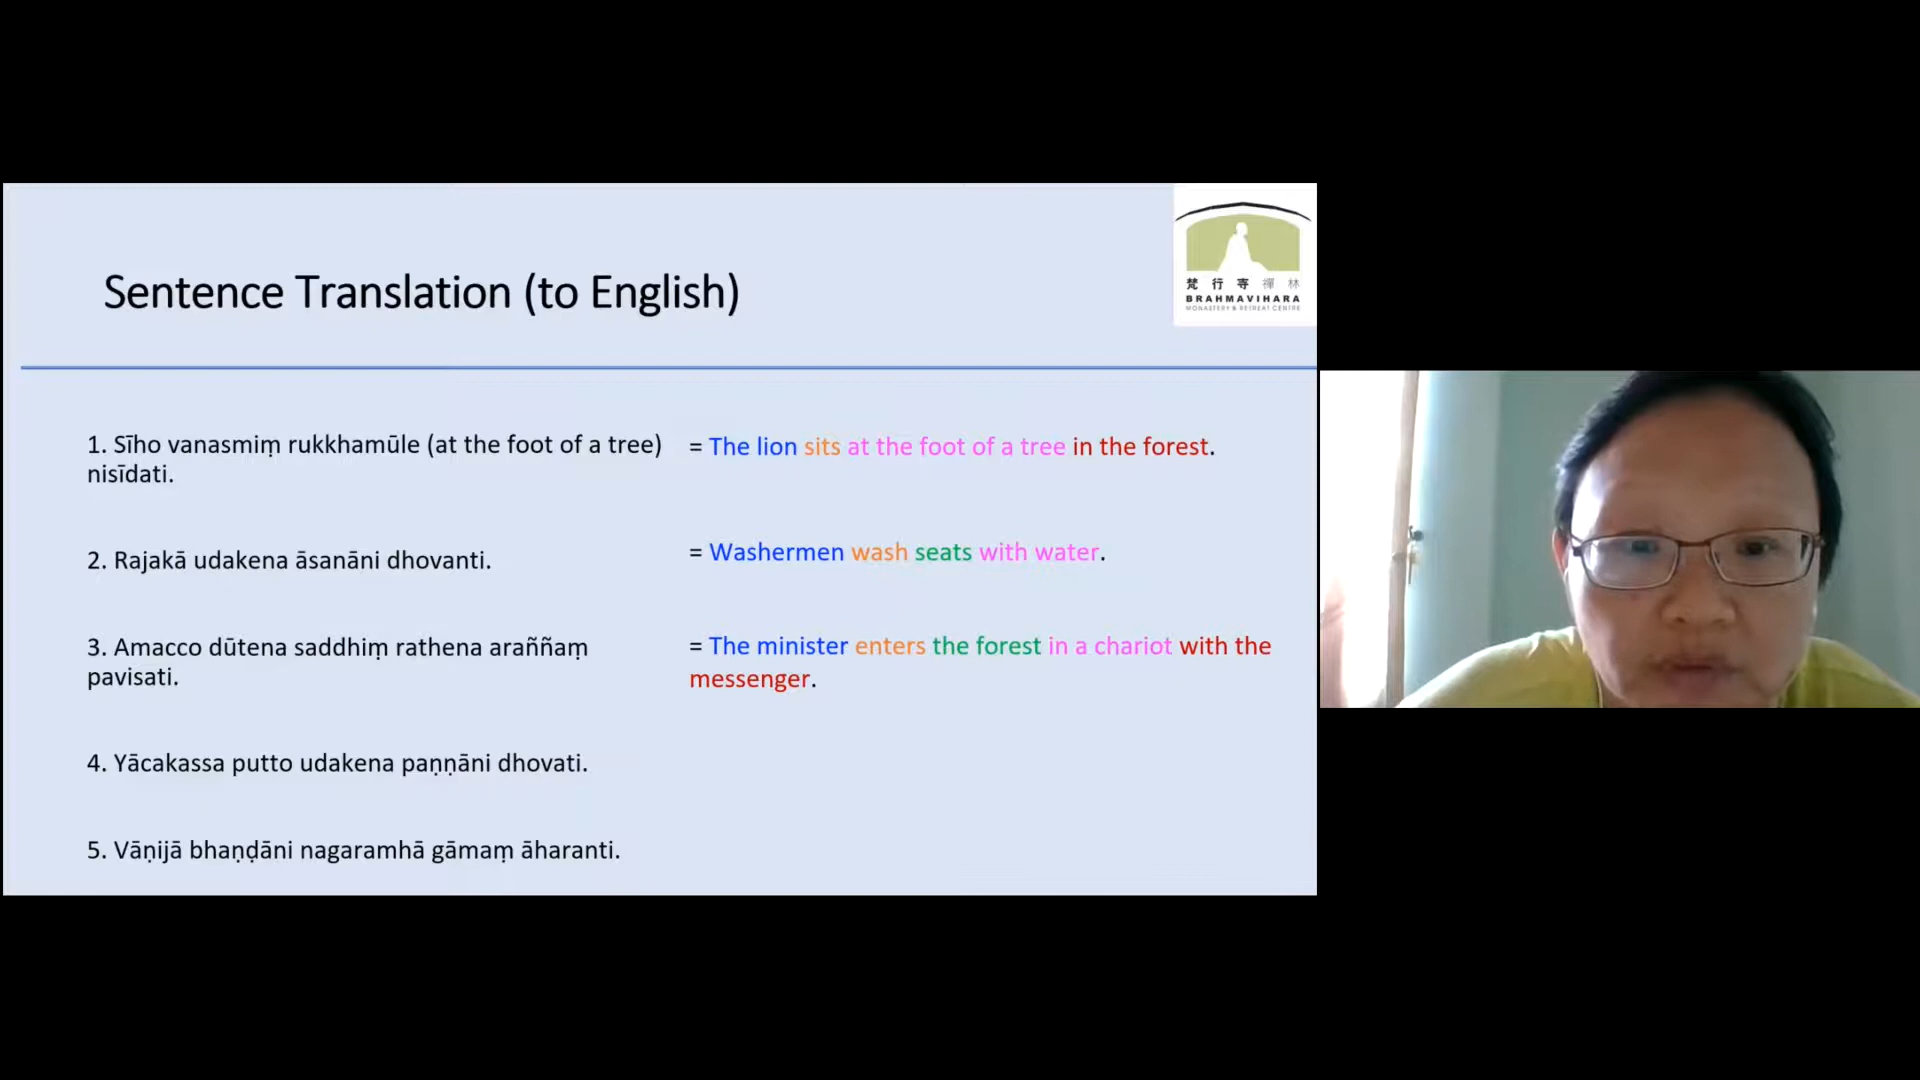 梵行寺禪林
BRAHMAVIHARA
MONASTERY & RETREAT CENTRE
Sentence Translation (to English)
1. Sīho vanasmiṃ rukkhamūle (at the foot of a tree)
nisīdati.
= The lion sits at the foot of a tree in the forest.
2. Rajakā udakena āsanāni dhovanti.
= Washermen wash seats with water.
3. Amacco dūtena saddhiṃ rathena araññaṃ
pavisati.
= The minister enters the forest in a chariot with the
messenger.
4. Yācakassa putto udakena paṇṇāni dhovati.
5. Vāṇijā bhaṇḍāni nagaramhā gāmaṃ āharanti.